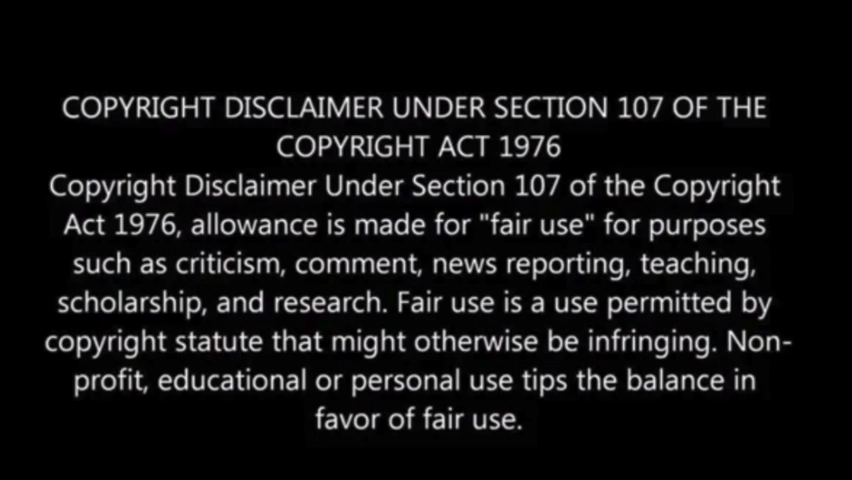 COPYRIGHT DISCLAIMER UNDER SECTION 107 OF THE
COPYRIGHT ACT 1976
Copyright Disclaimer Under Section 107 of the Copyright
Act 1976, allowance is made for "fair use" for purposes
such as criticism, comment, news reporting, teaching,
scholarship, and research. Fair use is a use permitted by
copyright statute that might otherwise be infringing. Non-
profit, educational or personal use tips the balance in
favor of fair use.